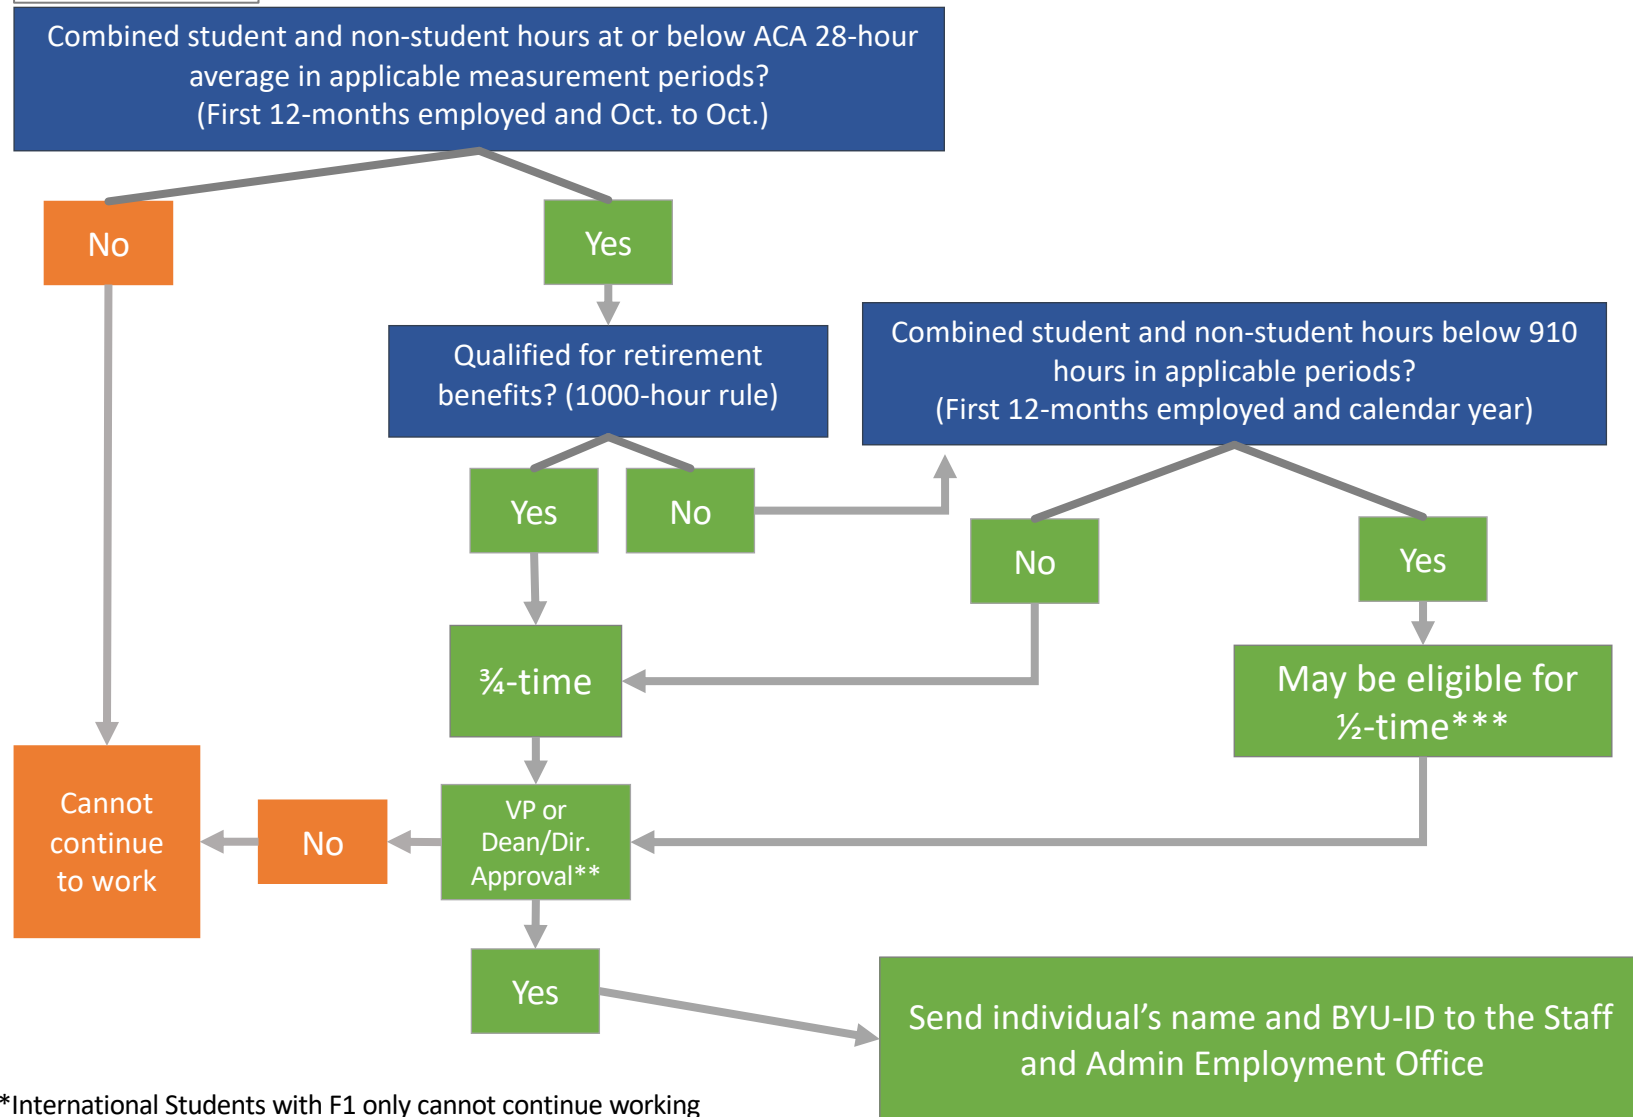 Combined student and non-student hours at or below ACA 28-hour
average in applicable measurement periods?
(First 12-months employed and Oct. to Oct.)
No
Yes
Qualified for retirement
benefits? (1000-hour rule)
Combined student and non-student hours below 910
hours in applicable periods?
(First 12-months employed and calendar year)
Yes
No
No
Yes
¾-time
May be eligible for
½-time***
Cannot
continue
to work
No
VP or
Dean/Dir.
Approval**
Yes
Send individual’s name and BYU-ID to the Staff
and Admin Employment Office
*International Students with F1 only cannot continue working